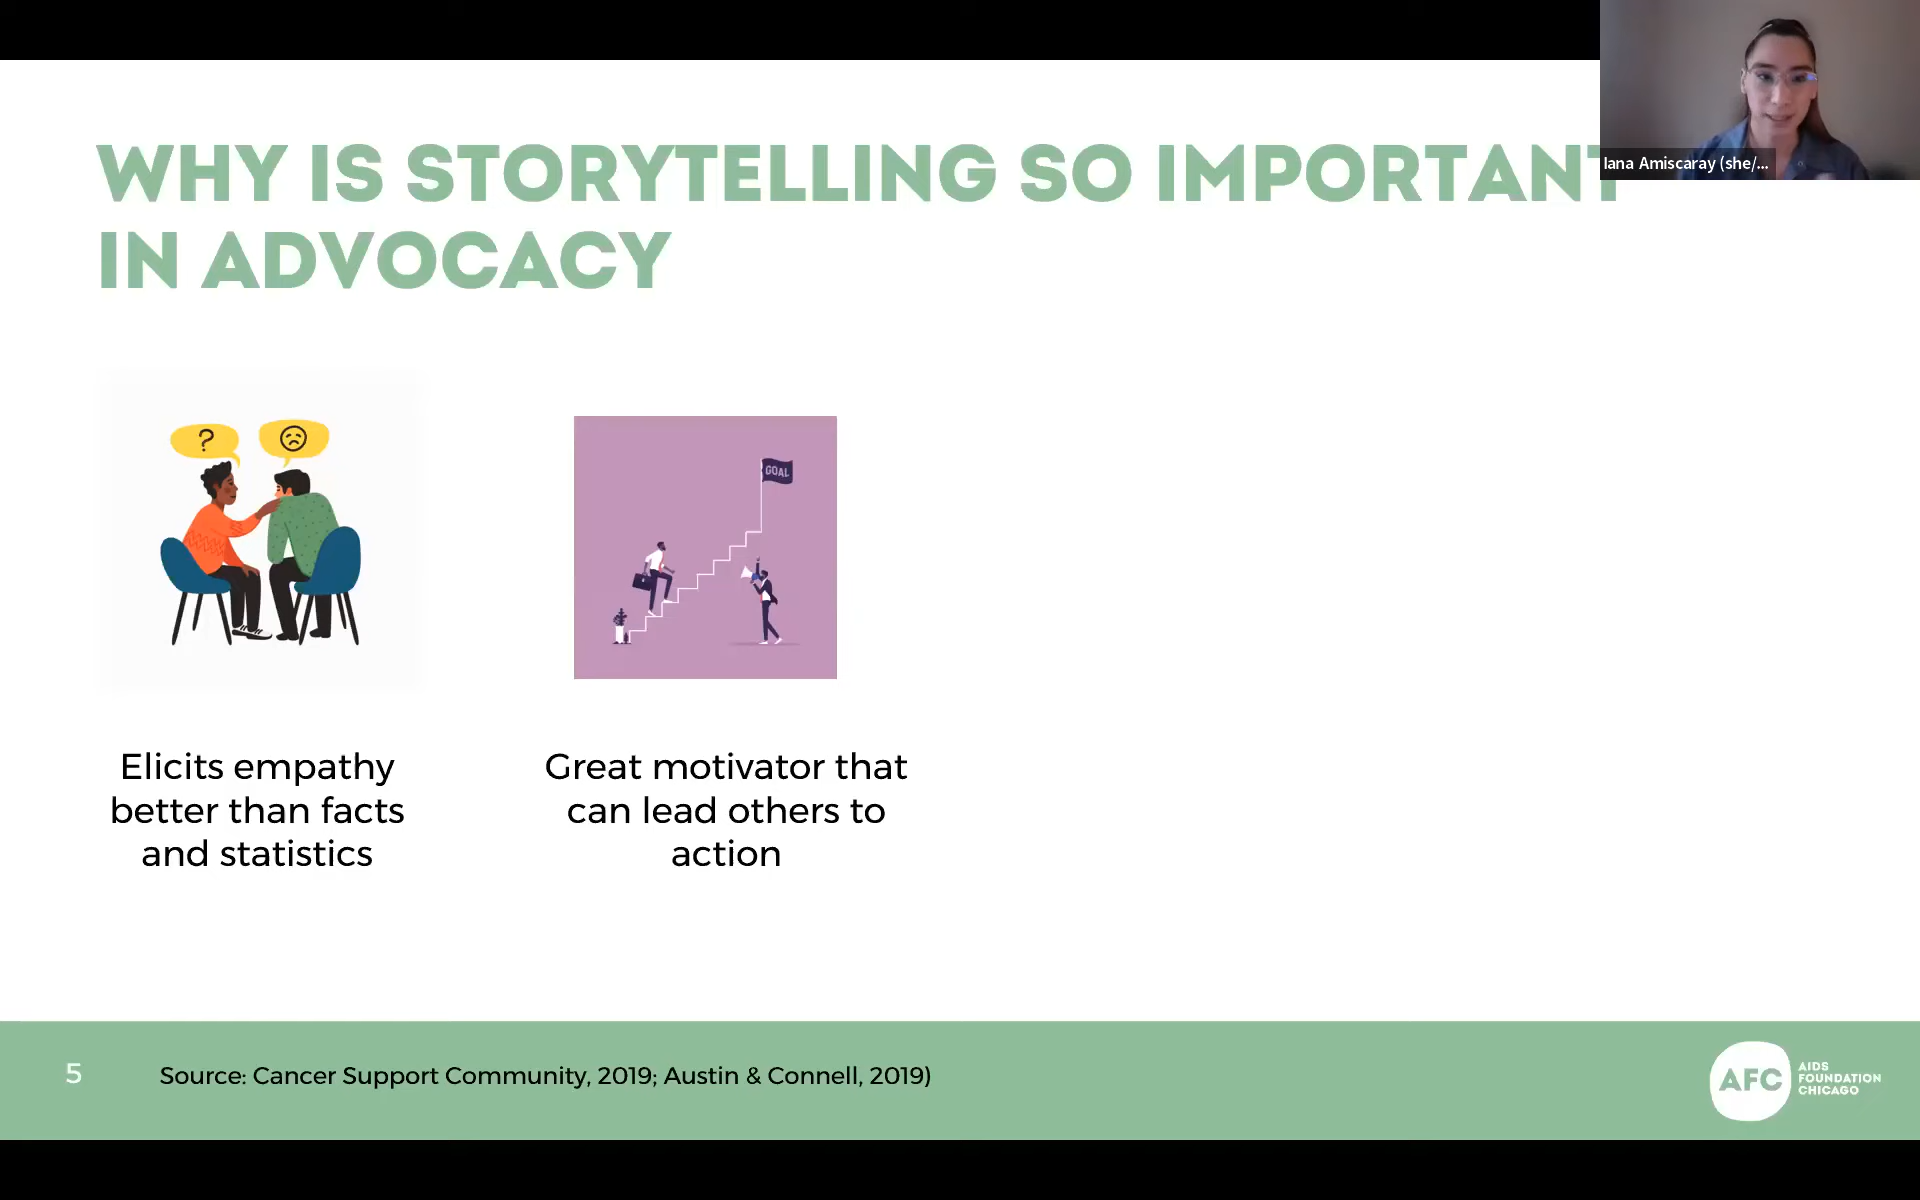 WHY IS STORYTELLING SO IMPORTANT
IN ADVOCACY
Iana Amiscaray (she/...
?
GOAL
Elicits empathy
better than facts
and statistics
Great motivator that
can lead others to
action
5
Source: Cancer Support Community, 2019; Austin & Connell, 2019)
AFC
AIDS
FOUNDATION
CHICAGO